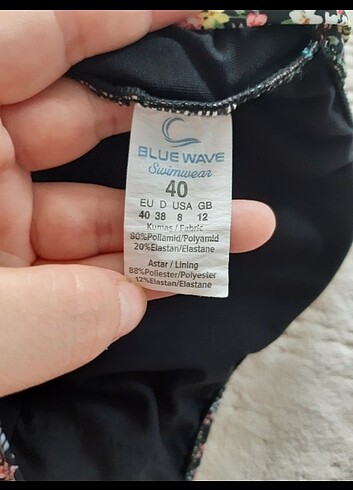 BLUE WAVE
Swimwear
40
EU D USA GB
40 38 8 12
Kumaş / Fabric
80%Poliamid/Polyamid
20%Elastan/Elastane
Astar / Lining
88%Poliester/Polyester
12%Elastan/Elastane